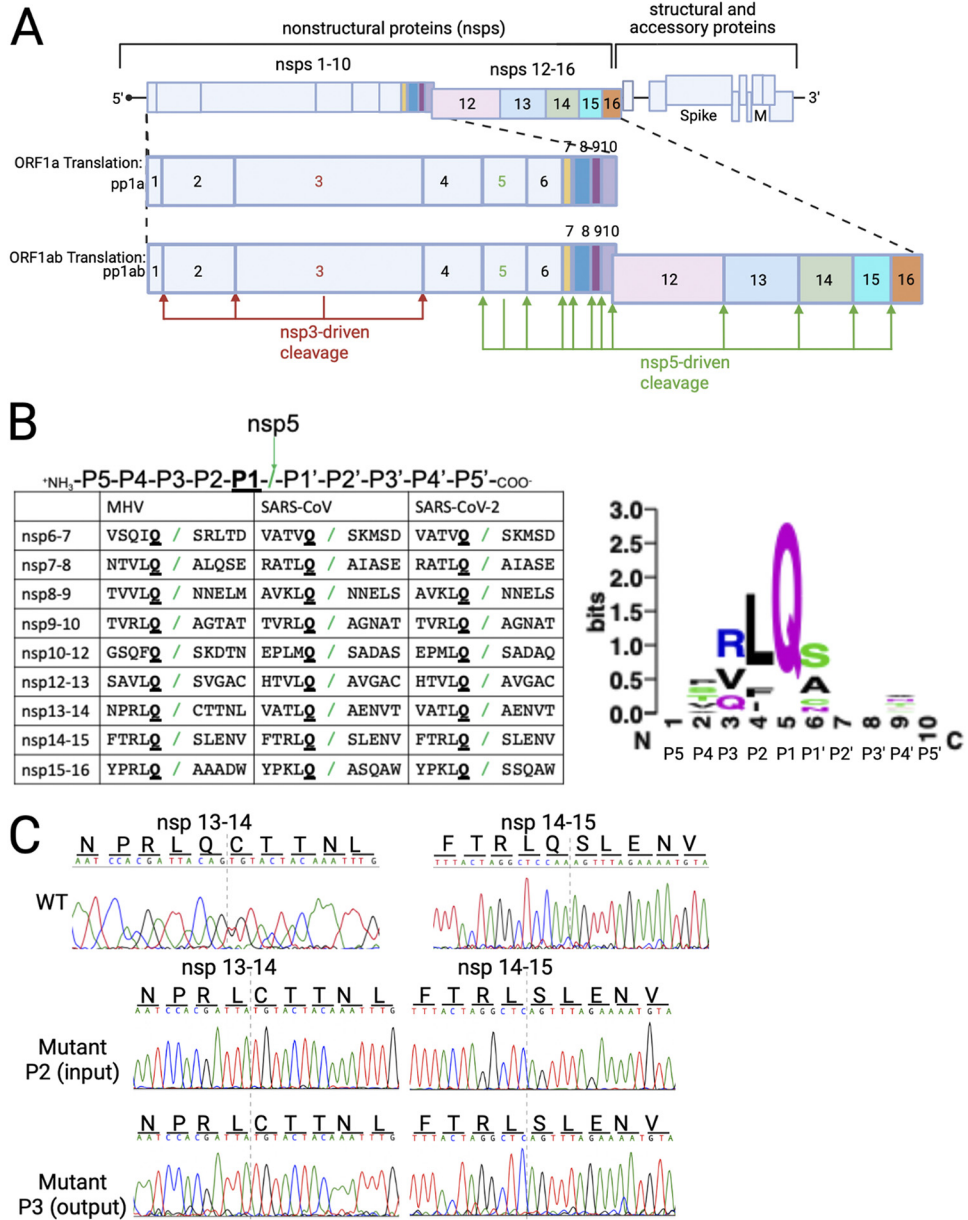 A
nonstructural proteins (nsps)
structural and
accessory proteins
nsps 1-10
nsps 12-16
5'
12 13 14 15 16
Spike
M
3'
ORF1a Translation:
pp1a
7 8-910
1 2 3 4 5 6
ORF1ab Translation:
pp1ab
7 8 910
1 2 3 4 5 6 12 13 14 15 16
nsp3-driven
cleavage
nsp5-driven
cleavage
B
nsp5
+NH3-P5-P4-P3-P2-P1-/-P1'-P2'-P3'-P4'-P5'-COO-
MHV SARS-CoV SARS-CoV-2
nsp6-7 VSQIQ / SRLTD VATVQ / SKMSD VATVQ / SKMSD
nsp7-8 NTVLQ / ALQSE RATLQ / AIASE RATLQ / AIASE
nsp8-9 TVVLQ / NNELM AVKLQ / NNELS AVKLQ / NNELS
nsp9-10 TVRLQ / AGTAT TVRLQ / AGNAT TVRLQ / AGNAT
nsp10-12 GSQFQ / SKDTN EPLMQ / SADAS EPMLQ / SADAQ
nsp12-13 SAVLQ / SVGAC HTVLQ / AVGAC HTVLQ / AVGAC
nsp13-14 NPRLQ / CTTNL VATLQ / AENVT VATLQ / AENVT
nsp14-15 FTRLQ / SLENV FTRLQ / SLENV FTRLQ / SLENV
nsp15-16 YPRLQ / AAADW YPKLQ / ASQAW YPKLQ / SSQAW
bits
3.0
2.5
2.0
1.5
1.0
0.5
0.0
R V Q
L F
Q
S A
N 1 2 3 4 5 6 7 8 9 10 C
P5 P4 P3 P2 P1 P1' P2' P3' P4' P5'
C
nsp 13-14
N P R L Q C T T N L
AAT CCACGATTACAGTGTACTACAAATTTG
nsp 14-15
F T R L Q S L E N V
TTTACTAGGCTCCAAAGTTTAGAAAATGTA
WT
nsp 13-14
N P R L C T T N L
AATCCACGATTATGTACTACAAATTTG
nsp 14-15
F T R L S L E N V
TTTACTAGGCTCAGTTTAGAAAATGTA
Mutant
P2 (input)
N P R L C T T N L
AATCCACGATTATGTACTACAAATTTG
F T R L S L E N V
TTTACTAGGCTCAGTTTAGAAAATGTA
Mutant
P3 (output)